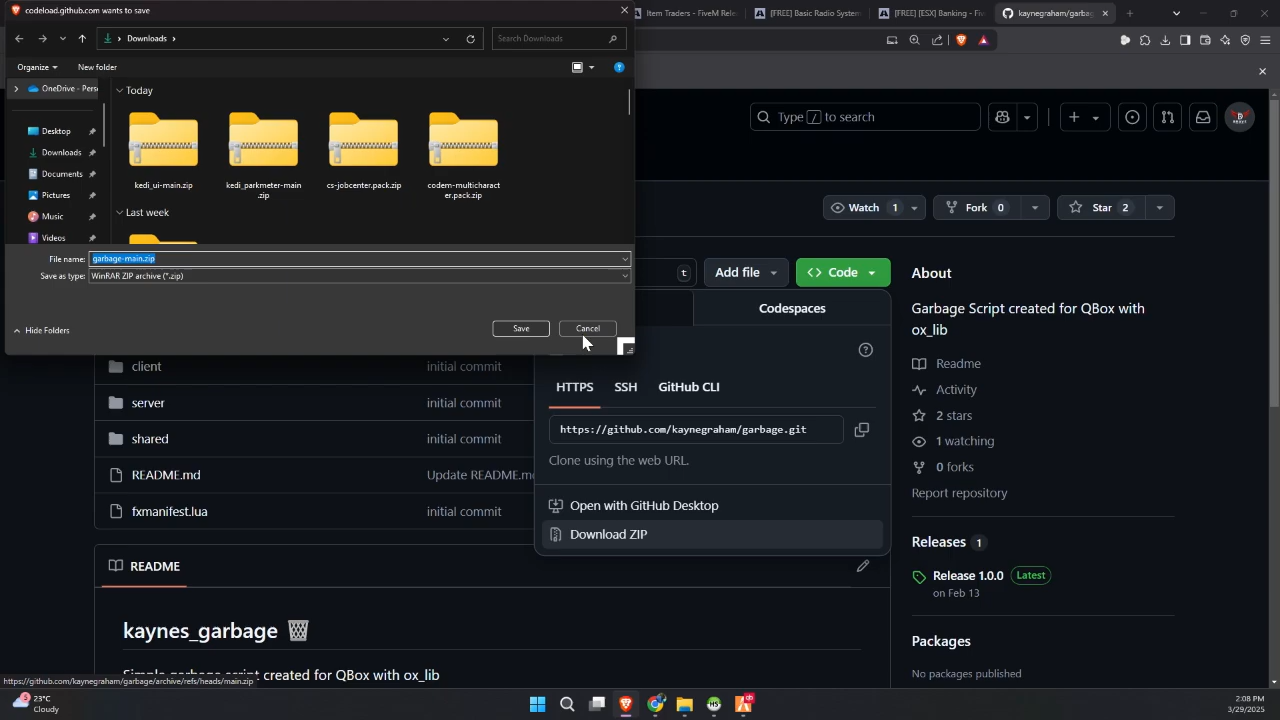 codeload.github.com wants to save
Item Traders - FiveM Rele
[FREE] Basic Radio System
[FREE] [ESX] Banking - Fi
kaynegraham/garbag
Downloads
Search Downloads
Organize
New folder
OneDrive - Pers
Today
Desktop
Downloads
Documents
Pictures
Music
Videos
kedi_ui-main.zip
kedi_parkmeter-main
.zip
cs-jobcenter.pack.zip
codem-multicharact
er.pack.zip
Last week
File name: garbage-main.zip
Save as type: WinRAR ZIP archive (*.zip)
Hide Folders
Save
Cancel
Type / to search
Watch 1
Fork 0
Star 2
t
Add file
<> Code
About
Codespaces
Garbage Script created for QBox with
ox_lib
HTTPS
SSH
GitHub CLI
https://github.com/kaynegraham/garbage.git
Clone using the web URL.
Open with GitHub Desktop
Download ZIP
client initial commit
server initial commit
shared initial commit
README.md Update README.m
fxmanifest.lua initial commit
Readme
Activity
2 stars
1 watching
0 forks
Report repository
Releases 1
Release 1.0.0 Latest
on Feb 13
Packages
No packages published
README
kaynes_garbage
Simple garbage script created for QBox with ox_lib
https://github.com/kaynegraham/garbage/archive/refs/heads/main.zip
23°C
Cloudy
2:08 PM
3/29/2025